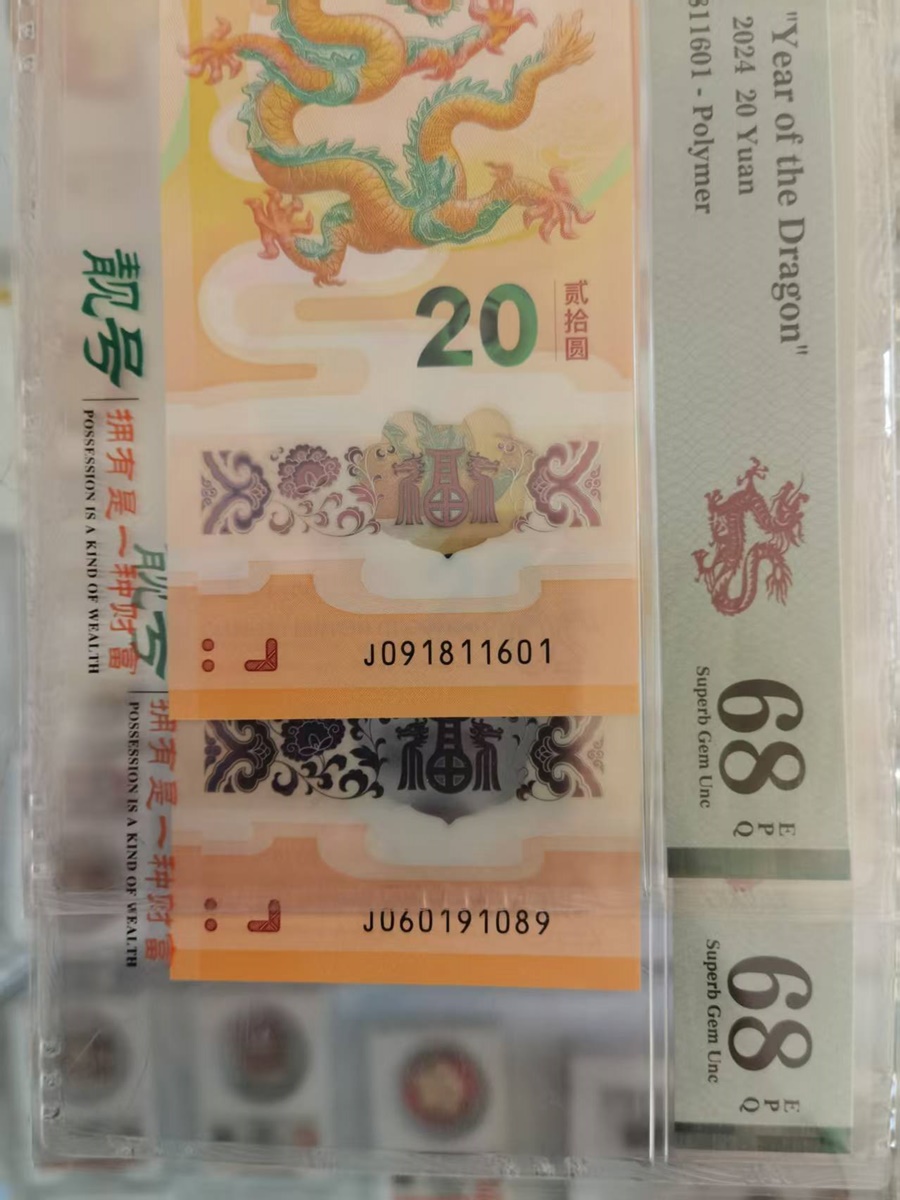 "Year of the Dragon"
2024 20 Yuan
811601 - Polymer
68
EPQ
Superb Gem Unc
68
EPQ
Superb Gem Unc
20
贰拾圆
J091811601
J060191089
靓号
拥有是一种财富
POSSESSION IS A KIND OF WEALTH
拥有是一种财富
POSSESSION IS A KIND OF WEALTH